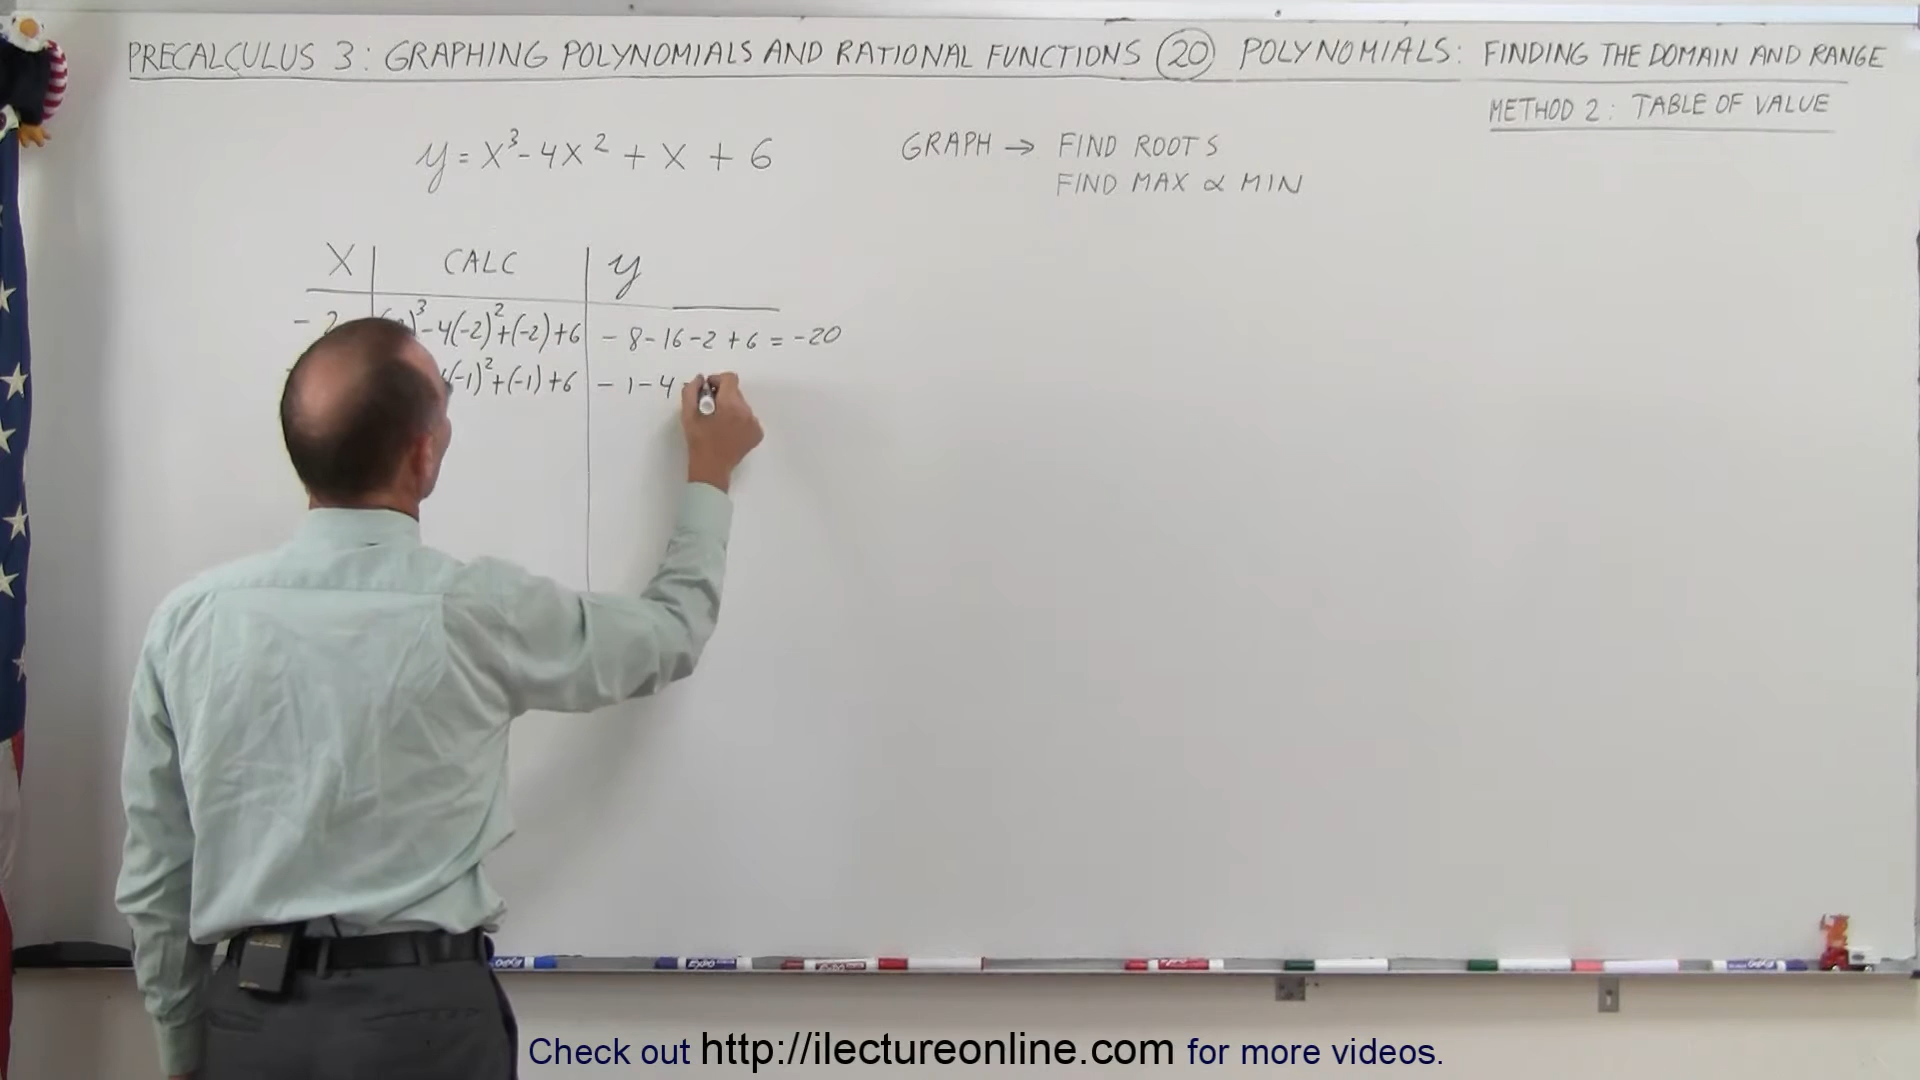 PRECALCULUS 3: GRAPHING POLYNOMIALS AND RATIONAL FUNCTIONS 20 POLYNOMIALS: FINDING THE DOMAIN AND RANGE
METHOD 2: TABLE OF VALUE
y = x³ - 4x² + x + 6
GRAPH → FIND ROOTS
FIND MAX & MIN
X CALC y
-2 )³-4(-2)²+(-2)+6 -8-16-2+6=-20
(-1)²+(-1)+6 -1-4
Check out http://ilectureonline.com for more videos.